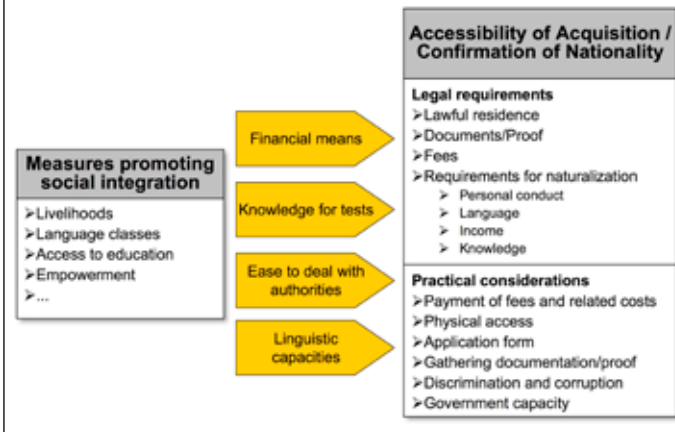 Measures promoting
social integration
➢Livelihoods
➢Language classes
➢Access to education
➢Empowerment
➢...
Financial means
Knowledge for tests
Ease to deal with
authorities
Linguistic
capacities
Accessibility of Acquisition /
Confirmation of Nationality
Legal requirements
➢Lawful residence
➢Documents/Proof
➢Fees
➢Requirements for naturalization
➢ Personal conduct
➢ Language
➢ Income
➢ Knowledge
Practical considerations
➢Payment of fees and related costs
➢Physical access
➢Application form
➢Gathering documentation/proof
➢Discrimination and corruption
➢Government capacity